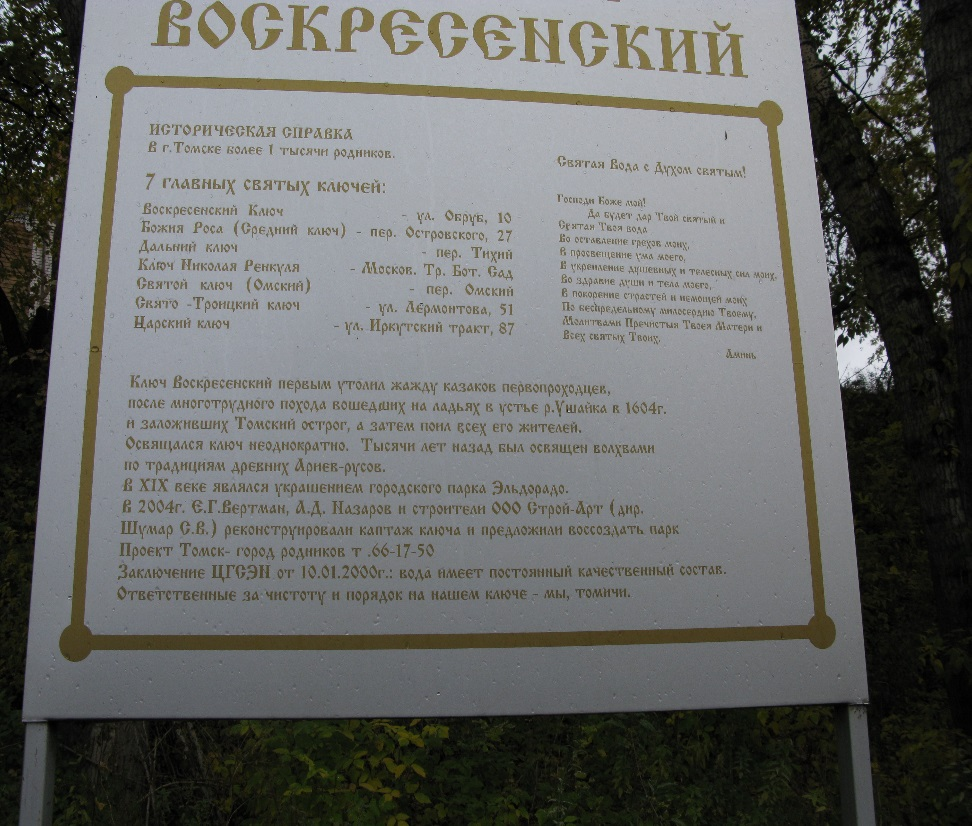 ВОСКРЕСЕНСКИЙ
ИСТОРИЧЕСКАЯ СПРАВКА
В г.Томске более 1 тысячи родников.
7 главных святых ключей:
Воскресенский Ключ - ул. Обруб, 10
Божия Роса (Средний ключ) - пер. Островского, 27
Дальний ключ - пер. Тихий
Ключ Николая Ренкуля - Москов. Тр. Бот. Сад
Святой ключ (Омский) - пер. Омский
Свято -Троицкий ключ - ул. Лермонтова, 51
Царский ключ - ул. Иркутский тракт, 87
Святая Вода с Духом святым!
Господи Боже мой!
Да будет дар Твой святый и
Святая Твоя вода
Во оставление грехов моих,
В просвещение ума моего,
В укрепление душевных и телесных сил моих,
Во здравие души и тела моего,
В покорение страстей и немощей моих
По беспредельному милосердию Твоему,
Молитвами Пречистыя Твоея Матери и
Всех святых Твоих.
Аминь
Ключ Воскресенский первым утолил жажду казаков первопроходцев,
после многотрудного похода вошедших на ладьях в устье р.Ушайка в 1604г.
и заложивших Томский острог, а затем поил всех его жителей.
Освящался ключ неоднократно. Тысячи лет назад был освящен волхвами
по традициям древних Ариев-русов.
В XIX веке являлся украшением городского парка Эльдорадо.
В 2004г. Е.Г.Вертман, А.Д. Назаров и строители ООО Строй-Арт (дир.
Шумар С.В.) реконструировали каптаж ключа и предложили воссоздать парк
Проект Томск- город родников т .66-17-50
Заключение ЦГСЭН от 10.01.2000г.: вода имеет постоянный качественный состав.
Ответственные за чистоту и порядок на нашем ключе - мы, томичи.